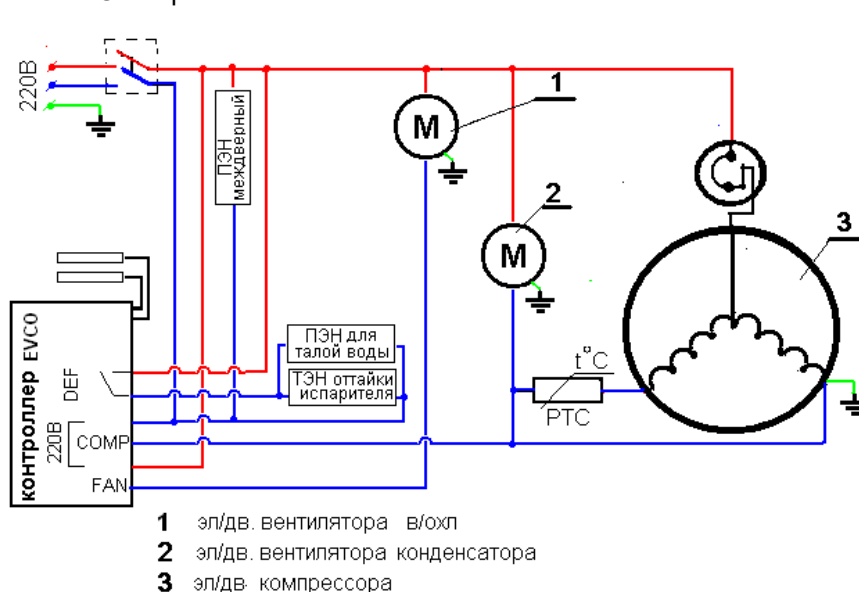 220В
ПЭН
междверный
М
1
М
2
3
контроллер EVCO
DEF
220В
COMP
FAN
ПЭН для
талой воды
ТЭН оттайки
испарителя
t°C
РТС
1 эл/дв. вентилятора в/охл
2 эл/дв. вентилятора конденсатора
3 эл/дв. компрессора